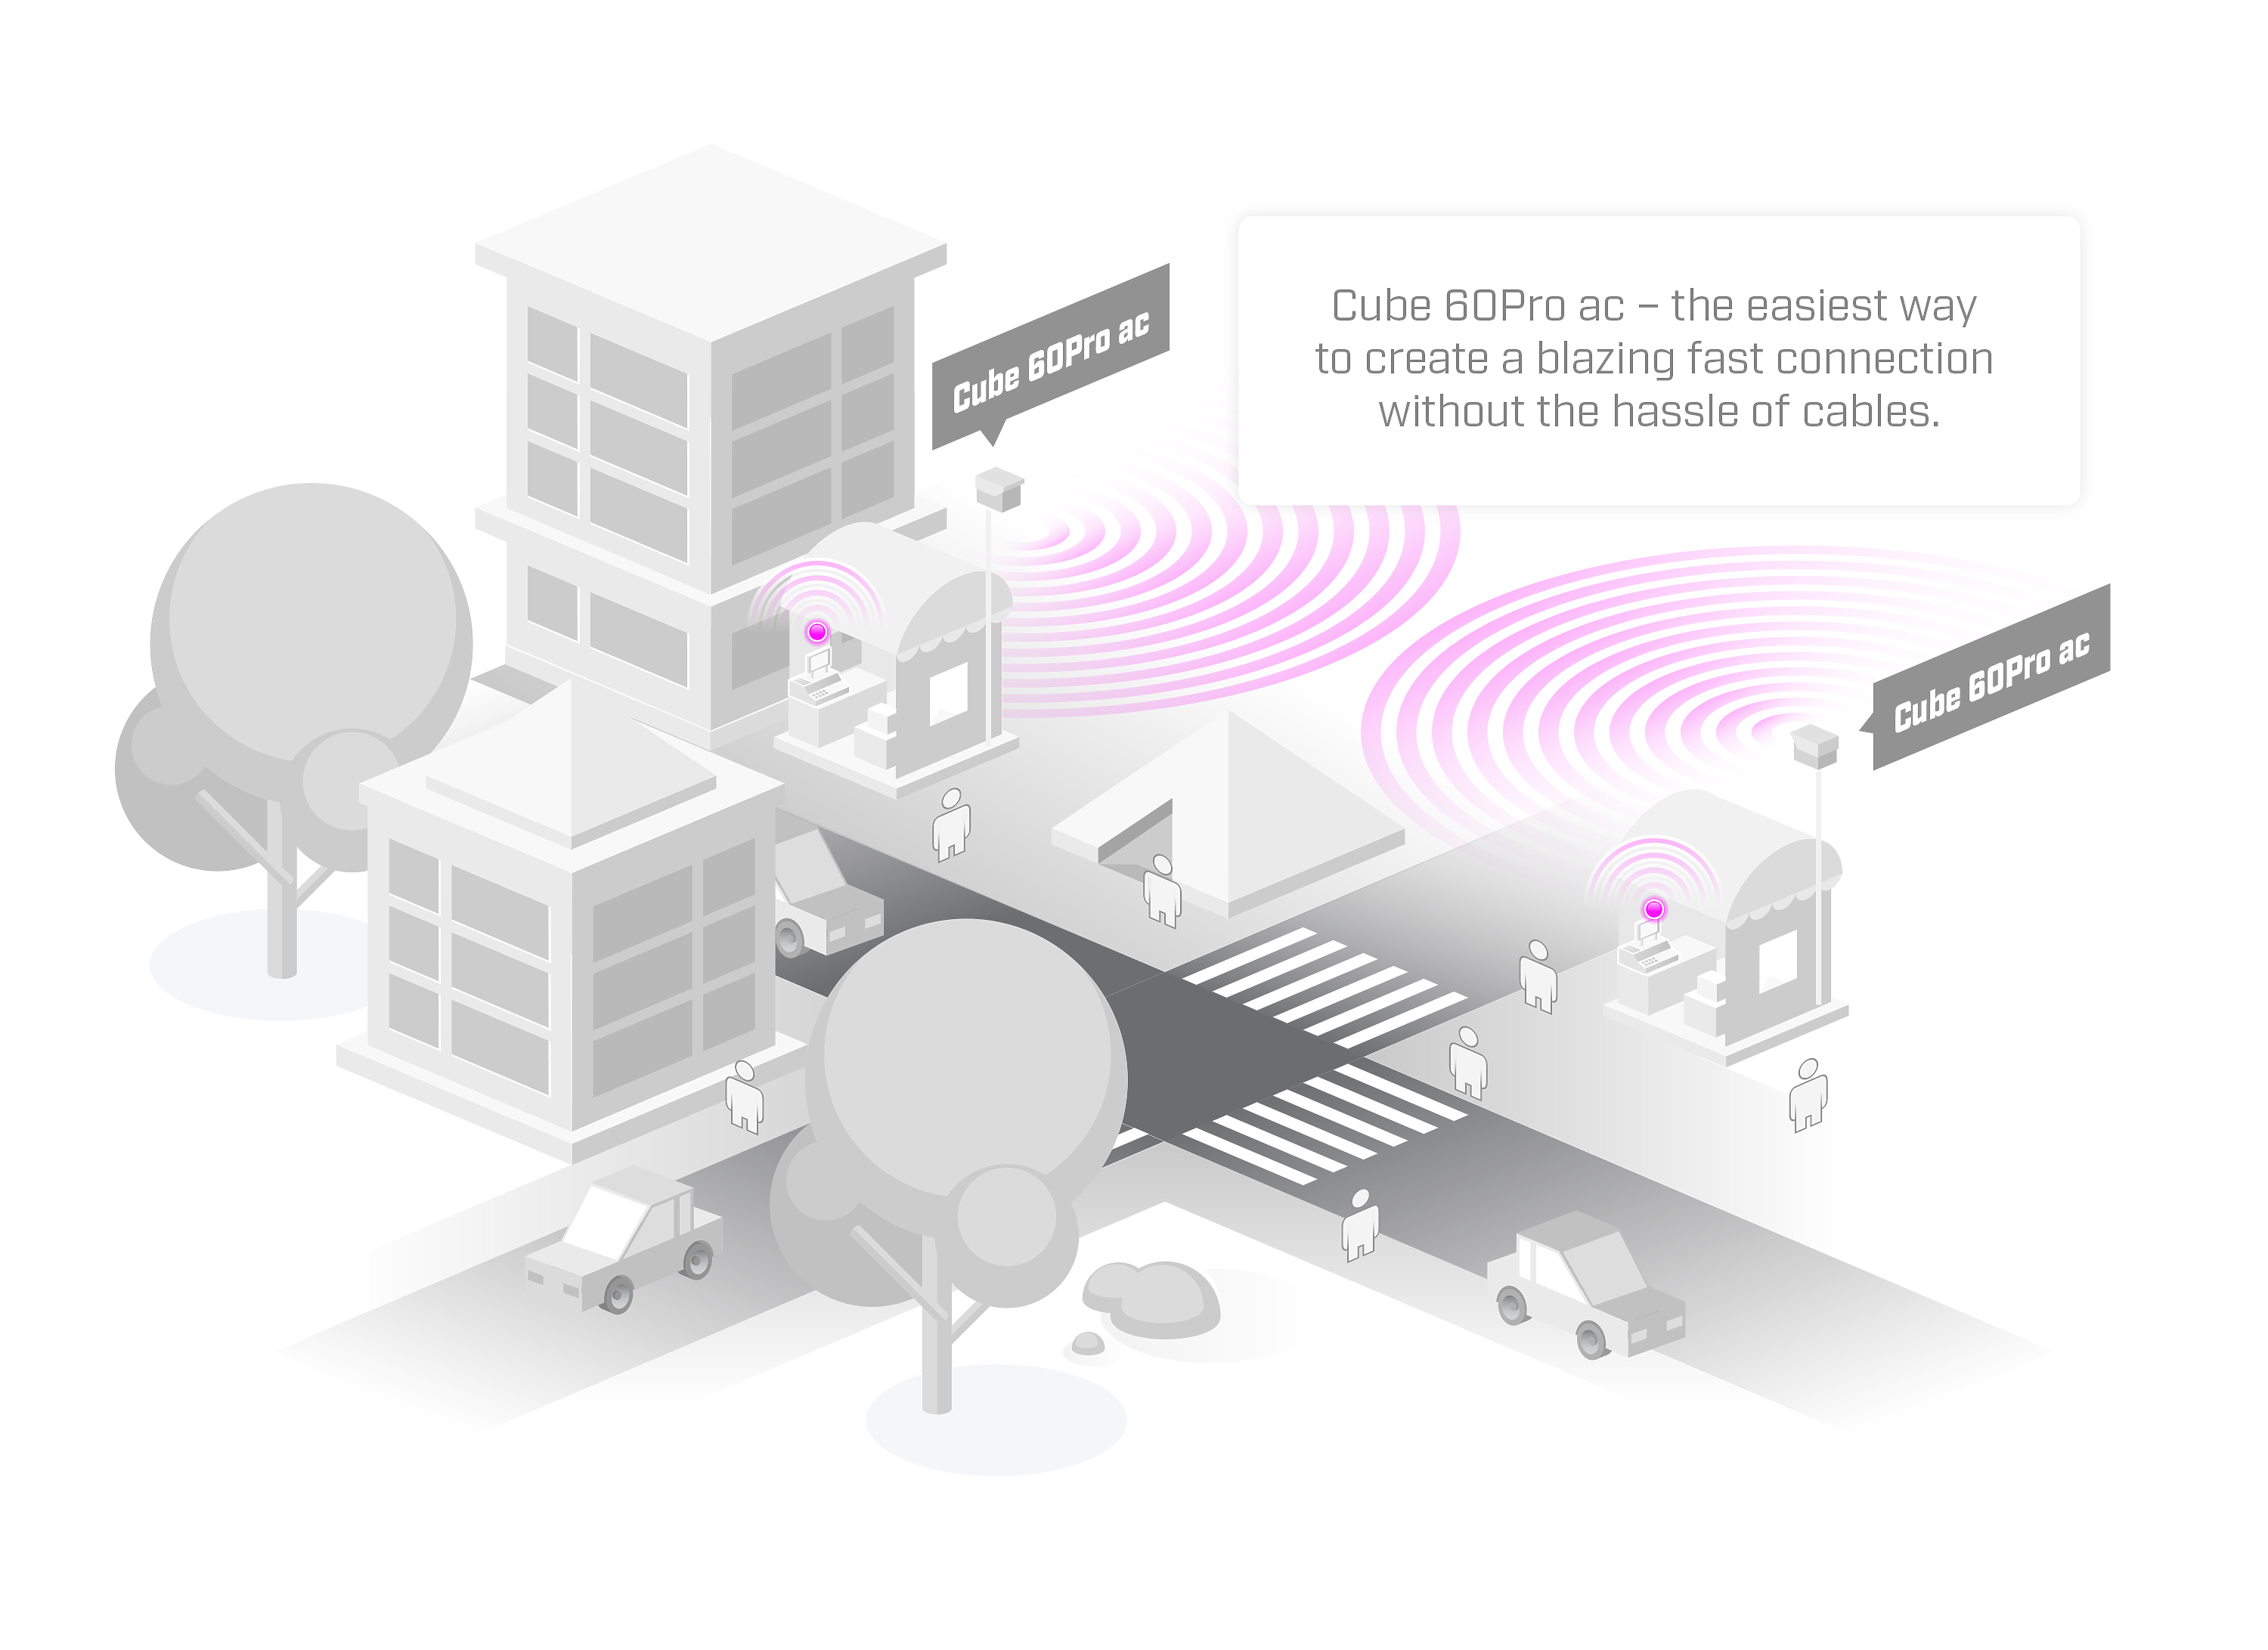 Cube 60Pro ac – the easiest way
to create a blazing fast connection
without the hassle of cables.
Cube 60Pro ac
Cube 60Pro ac